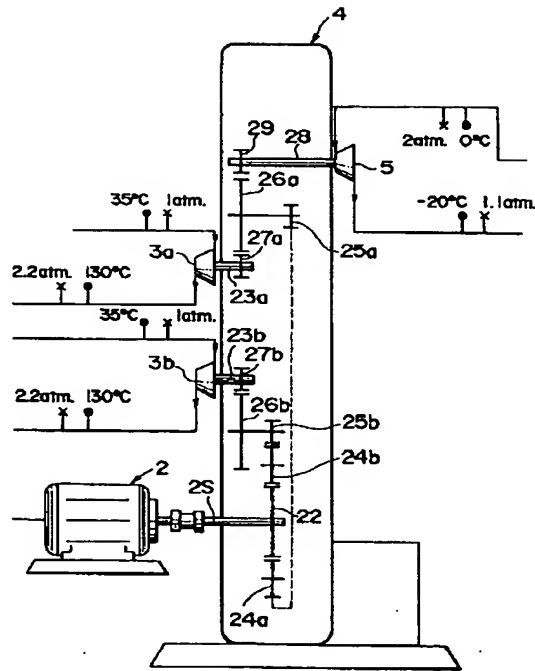 4
29
28
2atm.
0°C
5
26a
35°C
1atm.
-20°C
1.1atm.
25a
3a
27a
2.2atm.
130°C
23a
35°C
1atm.
23b
3b
27b
2.2atm.
130°C
26b
25b
24b
2
2S
22
24a